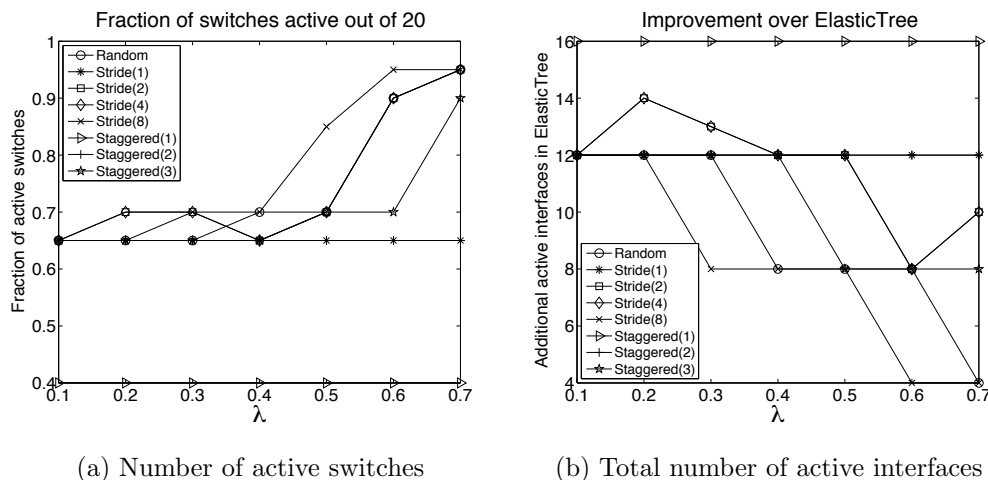 Fraction of switches active out of 20
1
0.9
0.8
0.7
0.6
0.5
0.4
Fraction of active switches
Random
Stride(1)
Stride(2)
Stride(4)
Stride(8)
Staggered(1)
Staggered(2)
Staggered(3)
0.1 0.2 0.3 0.4 0.5 0.6 0.7
λ
(a) Number of active switches
Improvement over ElasticTree
16
14
12
10
8
6
4
Additional active interfaces in ElasticTree
Random
Stride(1)
Stride(2)
Stride(4)
Stride(8)
Staggered(1)
Staggered(2)
Staggered(3)
0.1 0.2 0.3 0.4 0.5 0.6 0.7
λ
(b) Total number of active interfaces